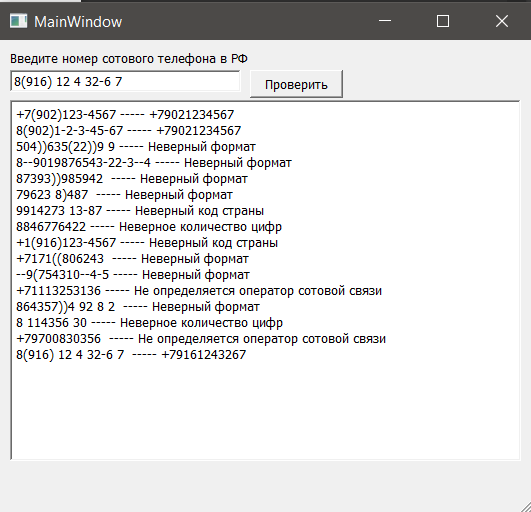 MainWindow
Введите номер сотового телефона в РФ
8(916) 12 4 32-6 7
Проверить
+7(902)123-4567 ----- +79021234567
8(902)1-2-3-45-67 ----- +79021234567
504))635(22))9 9 ----- Неверный формат
8--9019876543-22-3--4 ----- Неверный формат
87393))985942  ----- Неверный формат
79623 8)487  ----- Неверный формат
9914273 13-87 ----- Неверный код страны
8846776422 ----- Неверное количество цифр
+1(916)123-4567 ----- Неверный код страны
+7171((806243  ----- Неверный формат
--9(754310--4-5 ----- Неверный формат
+71113253136 ----- Не определяется оператор сотовой связи
864357))4 92 8 2  ----- Неверный формат
8 114356 30 ----- Неверное количество цифр
+79700830356  ----- Не определяется оператор сотовой связи
8(916) 12 4 32-6 7  ----- +79161243267